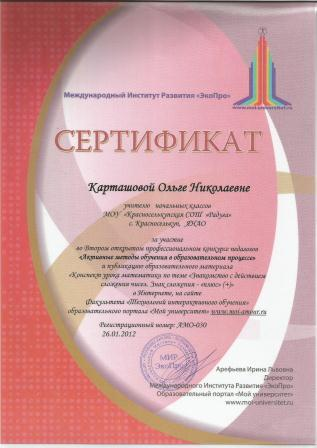 www.moi-universitet.ru
Международный Институт Развития «ЭкоПро»
СЕРТИФИКАТ
Карташовой Ольге Николаевне
учителю начальных классов
МОУ «Красноселькупская СОШ «Радуга»
с. Красноселькуп, ЯНАО
за участие
во Втором открытом профессиональном конкурсе педагогов
«Активные методы обучения в образовательном процессе»
и публикацию образовательного материала
«Конспект урока математики по теме «Знакомство с действием
сложения чисел. Знак сложения - «плюс» (+)»
в Интернете, на сайте
Факультета «Технологий интерактивного обучения»
образовательного портала «Мой университет» www.moi-amour.ru
Регистрационный номер: АМО-030
26.01.2012
МИР
ЭкоПро
Арефьева Ирина Львовна
Директор
Международного Института Развития «ЭкоПро»
Образовательный портал «Мой университет»
www.moi-universitet.ru